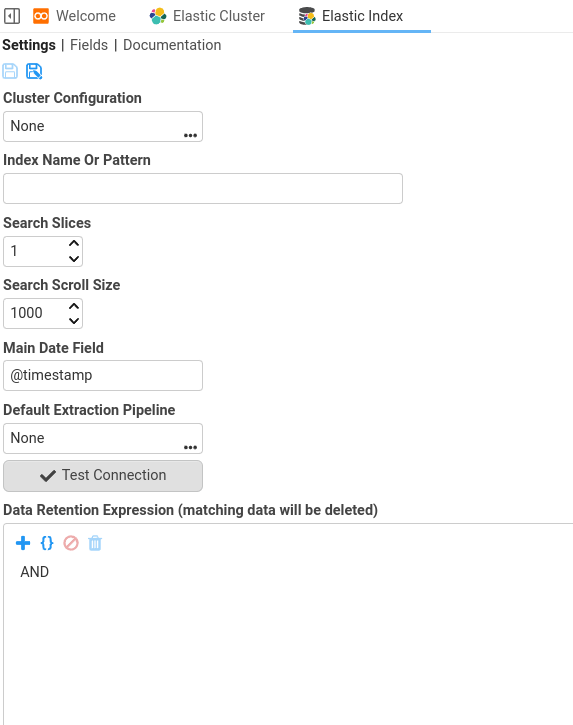 Welcome Elastic Cluster Elastic Index
Settings | Fields | Documentation
Cluster Configuration
None ...
Index Name Or Pattern
Search Slices
1
Search Scroll Size
1000
Main Date Field
@timestamp
Default Extraction Pipeline
None ...
Test Connection
Data Retention Expression (matching data will be deleted)
{}
AND